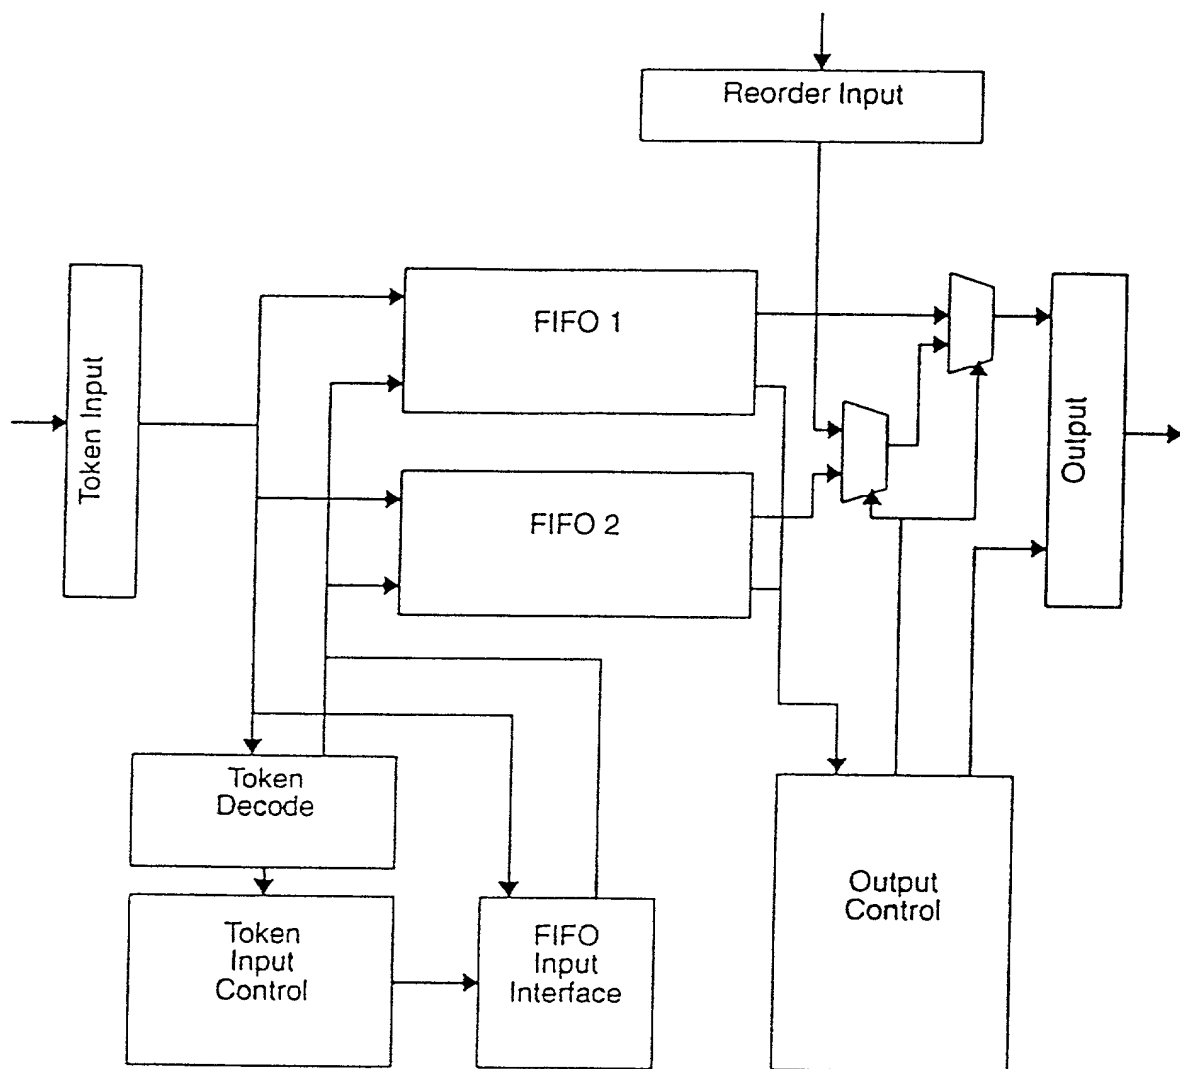 Reorder Input
Token Input
FIFO 1
FIFO 2
Output
Token
Decode
Token
Input
Control
FIFO
Input
Interface
Output
Control